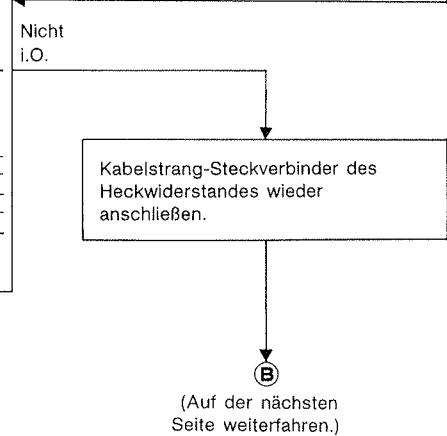 Nicht
i.O.
Kabelstrang-Steckverbinder des
Heckwiderstandes wieder
anschließen.
B
(Auf der nächsten
Seite weiterfahren.)